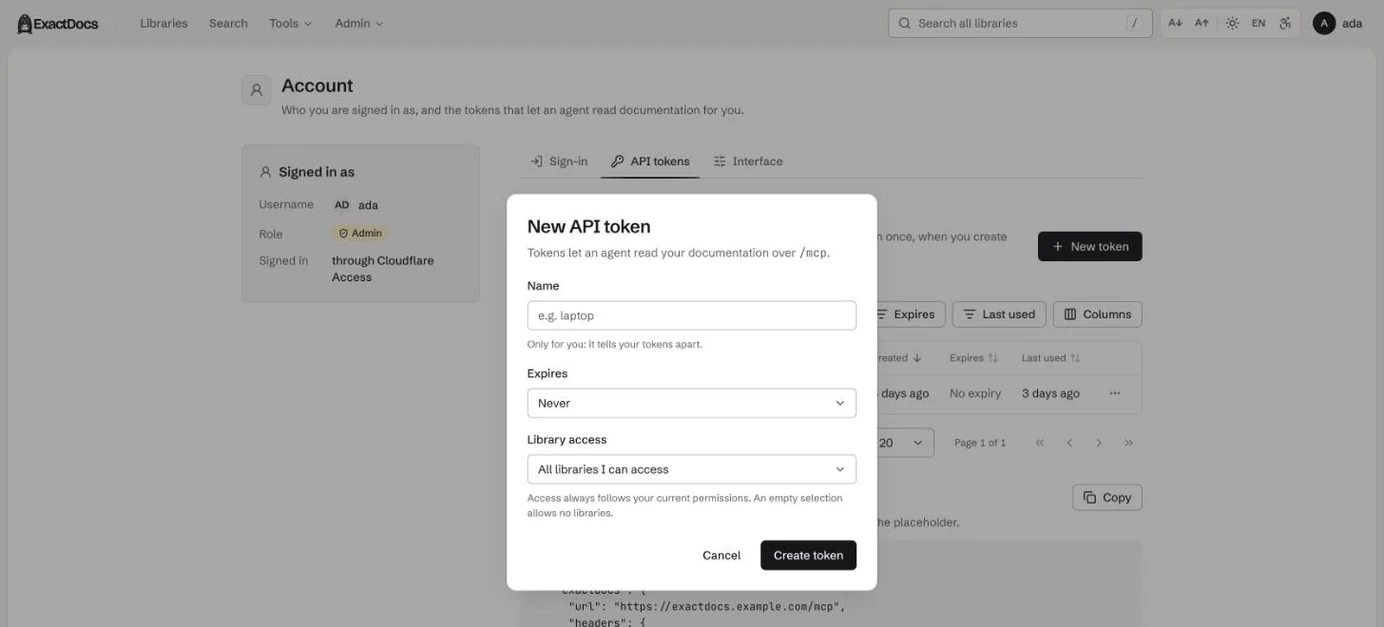 ExactDocs
Libraries
Search
Tools
Admin
Search all libraries
/
A↓
A↑
EN
A
ada
Account
Who you are signed in as, and the tokens that let an agent read documentation for you.
Signed in as
Username
AD ada
Role
Admin
Signed in
through Cloudflare
Access
Sign-in
API tokens
Interface
once, when you create
New token
Expires
Last used
Columns
Expires
Last used
days ago
No expiry
3 days ago
20
Page 1 of 1
Copy
placeholder.
New API token
Tokens let an agent read your documentation over /mcp.
Name
e.g. laptop
Only for you: it tells your tokens apart.
Expires
Never
Library access
All libraries I can access
Access always follows your current permissions. An empty selection
allows no libraries.
Cancel
Create token
"url": "https://exactdocs.example.com/mcp",
"headers": {